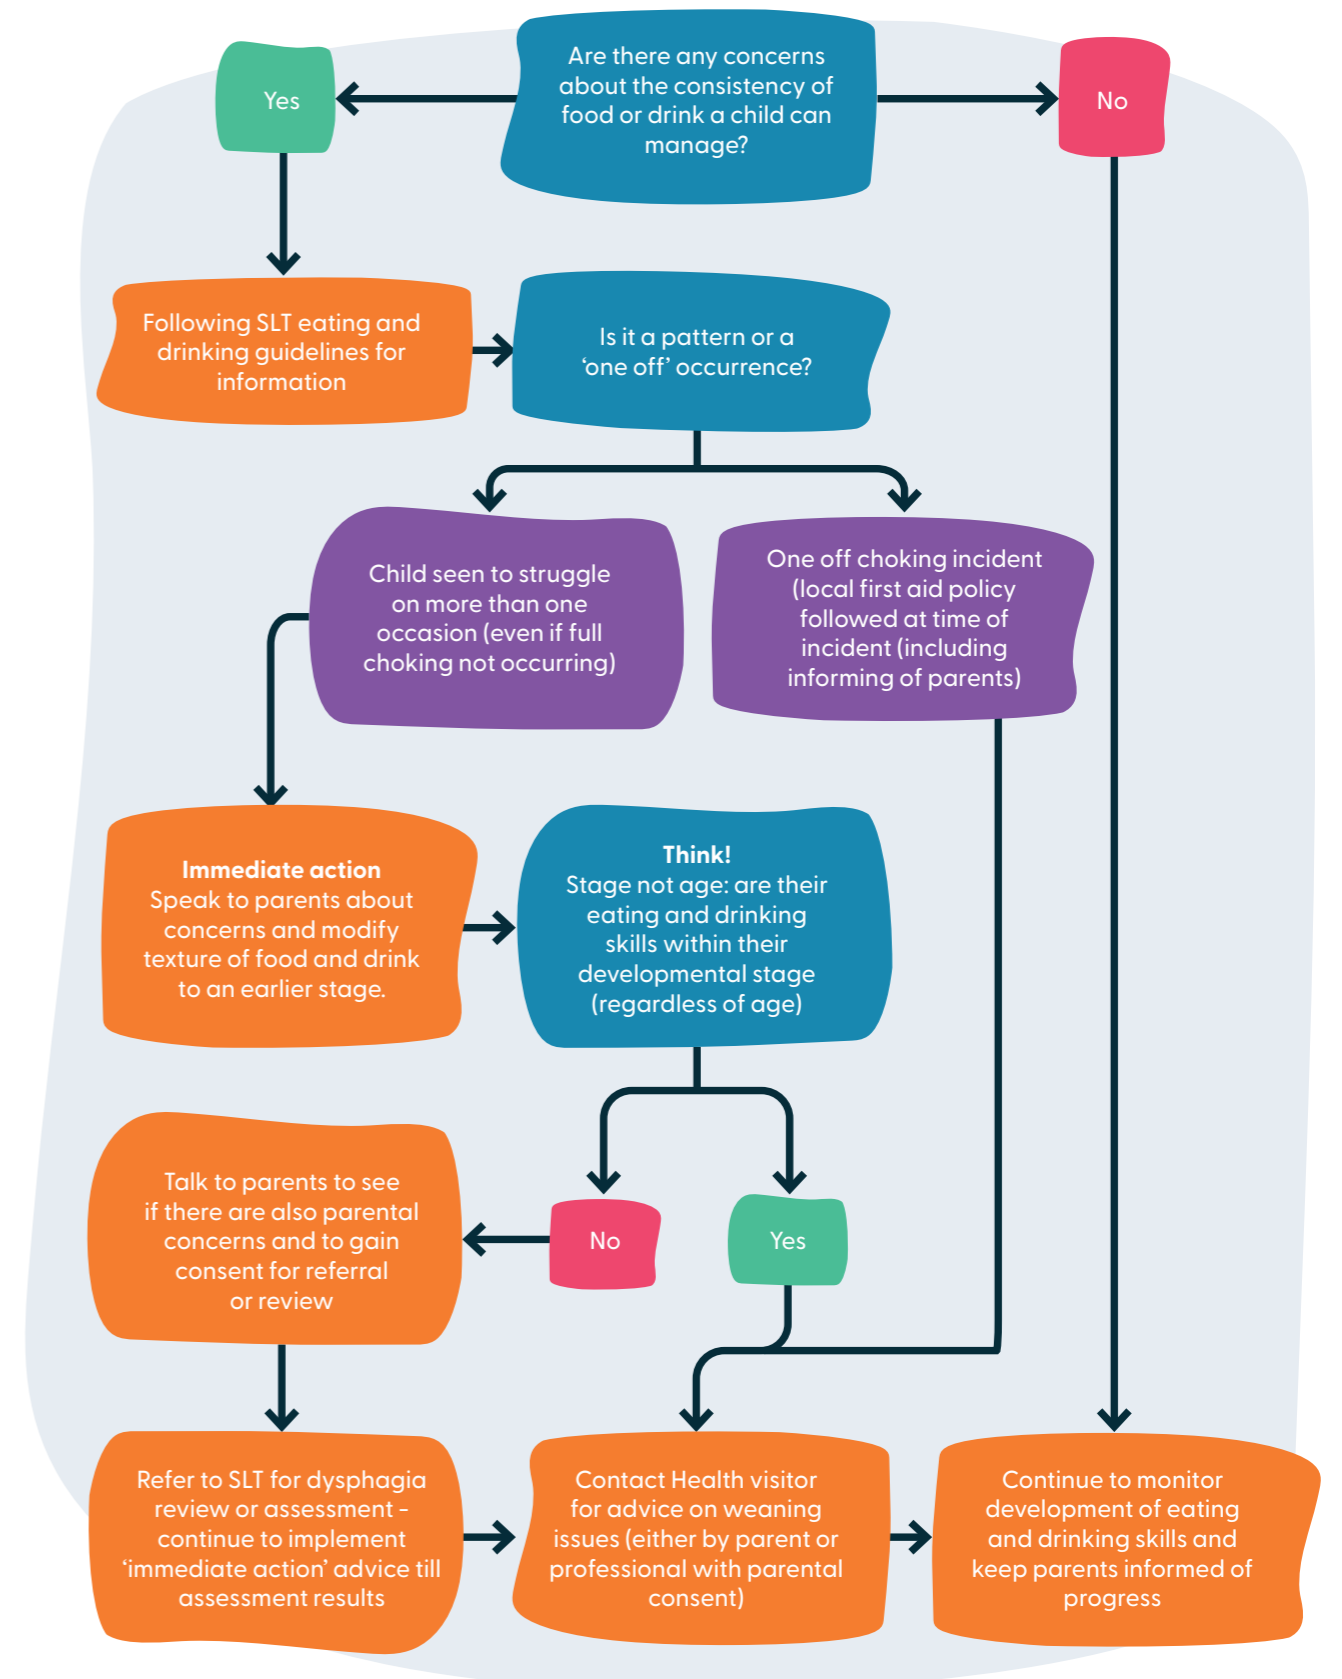 Are there any concerns
about the consistency of
food or drink a child can
manage?
Yes
No
Following SLT eating and
drinking guidelines for
information
Is it a pattern or a
‘one off’ occurrence?
Child seen to struggle
on more than one
occasion (even if full
choking not occurring)
One off choking incident
(local first aid policy
followed at time of
incident (including
informing of parents)
Immediate action
Speak to parents about
concerns and modify
texture of food and drink
to an earlier stage.
Think!
Stage not age: are their
eating and drinking
skills within their
developmental stage
(regardless of age)
Talk to parents to see
if there are also parental
concerns and to gain
consent for referral
or review
No
Yes
Refer to SLT for dysphagia
review or assessment -
continue to implement
‘immediate action’ advice till
assessment results
Contact Health visitor
for advice on weaning
issues (either by parent or
professional with parental
consent)
Continue to monitor
development of eating
and drinking skills and
keep parents informed of
progress